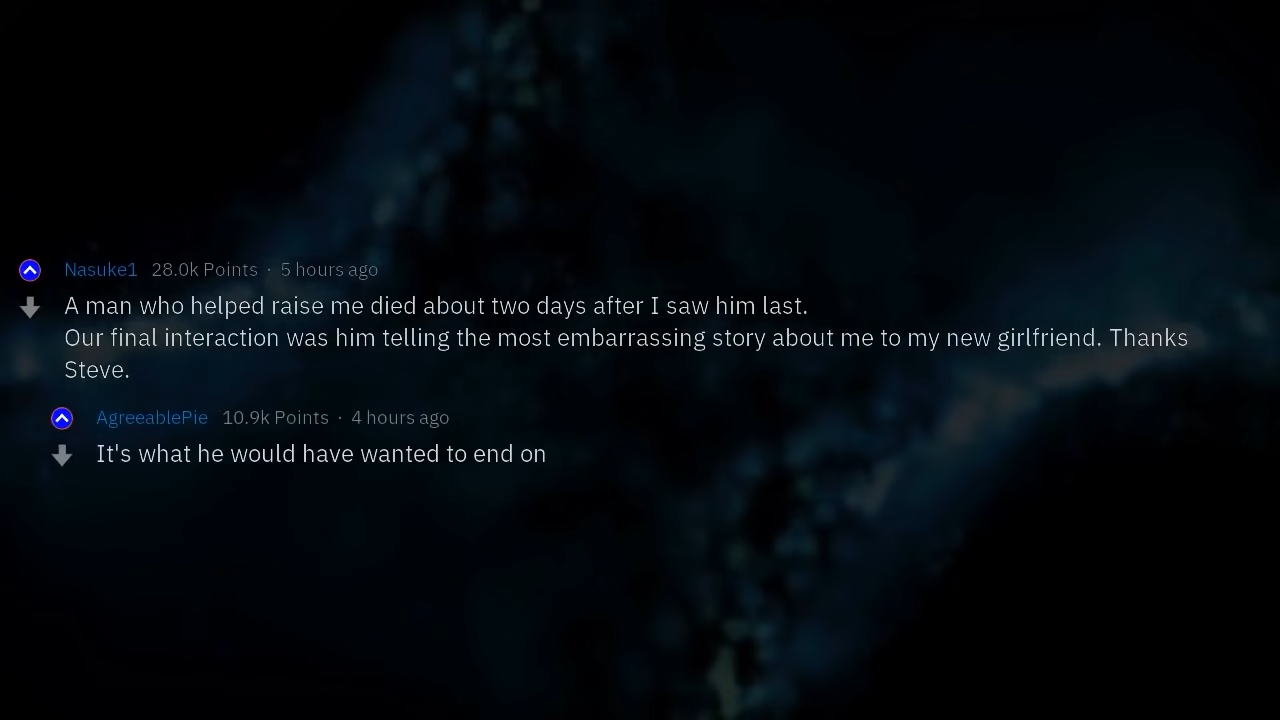 Nasuke1 28.0k Points · 5 hours ago
A man who helped raise me died about two days after I saw him last.
Our final interaction was him telling the most embarrassing story about me to my new girlfriend. Thanks
Steve.
AgreeablePie 10.9k Points · 4 hours ago
It's what he would have wanted to end on